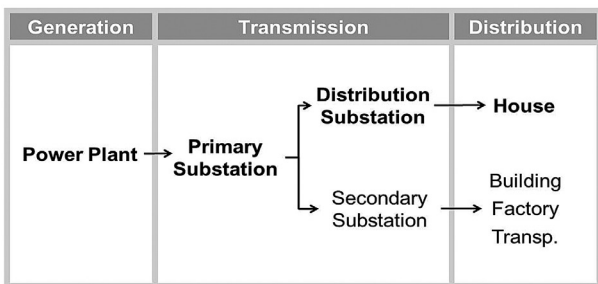 Generation
Transmission
Distribution
Power Plant
Primary
Substation
Distribution
Substation
House
Secondary
Substation
Building
Factory
Transp.